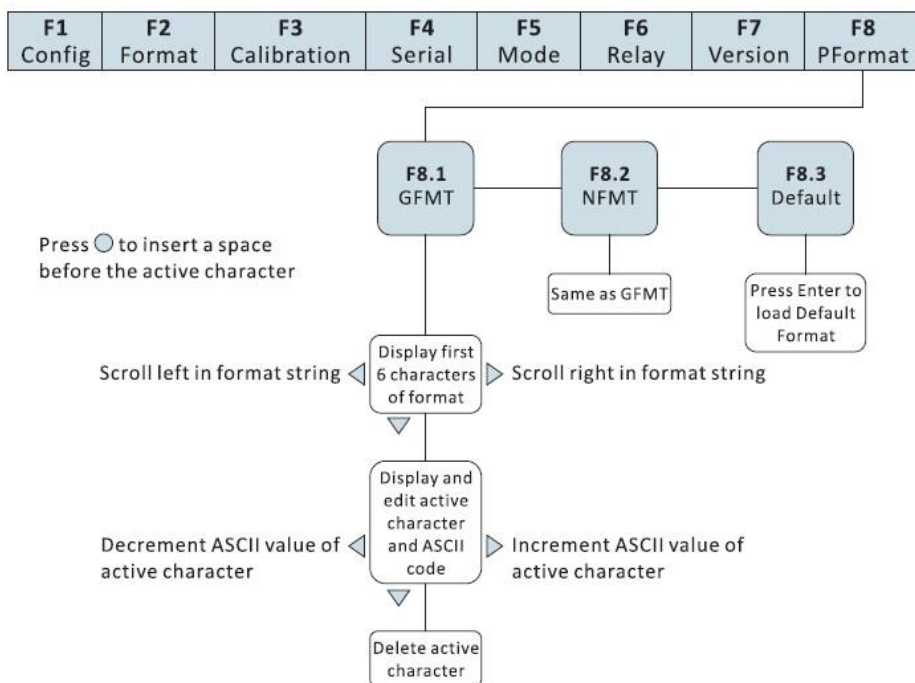 F1 F2 F3 F4 F5 F6 F7 F8
Config Format Calibration Serial Mode Relay Version PFormat
F8.1
GFMT
F8.2
NFMT
F8.3
Default
Press to insert a space
before the active character
Same as GFMT
Press Enter to
load Default
Format
Scroll left in format string
Display first
6 characters
of format
Scroll right in format string
Decrement ASCII value of
active character
Display and
edit active
character
and ASCII
code
Increment ASCII value of
active character
Delete active
character